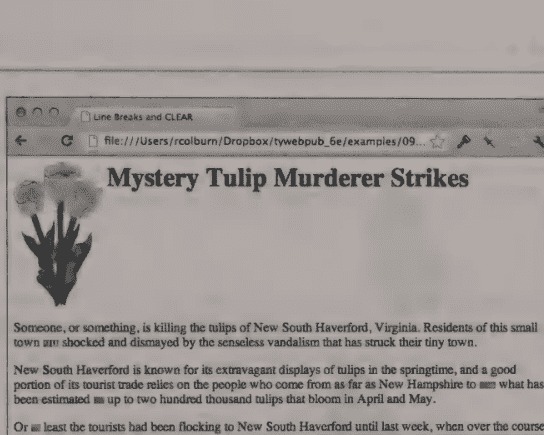 Line Breaks and CLEAR
file:///Users/rcolburn/Dropbox/tywebpub_6e/examples/09...
Mystery Tulip Murderer Strikes
Someone, or something, is killing the tulips of New South Haverford, Virginia. Residents of this small
town shocked and dismayed by the senseless vandalism that has struck their tiny town.
New South Haverford is known for its extravagant displays of tulips in the springtime, and a good
portion of its tourist trade relies on the people who come from as far as New Hampshire to what has
been estimated up to two hundred thousand tulips that bloom in April and May.
Or least the tourists had been flocking to New South Haverford until last week, when over the course